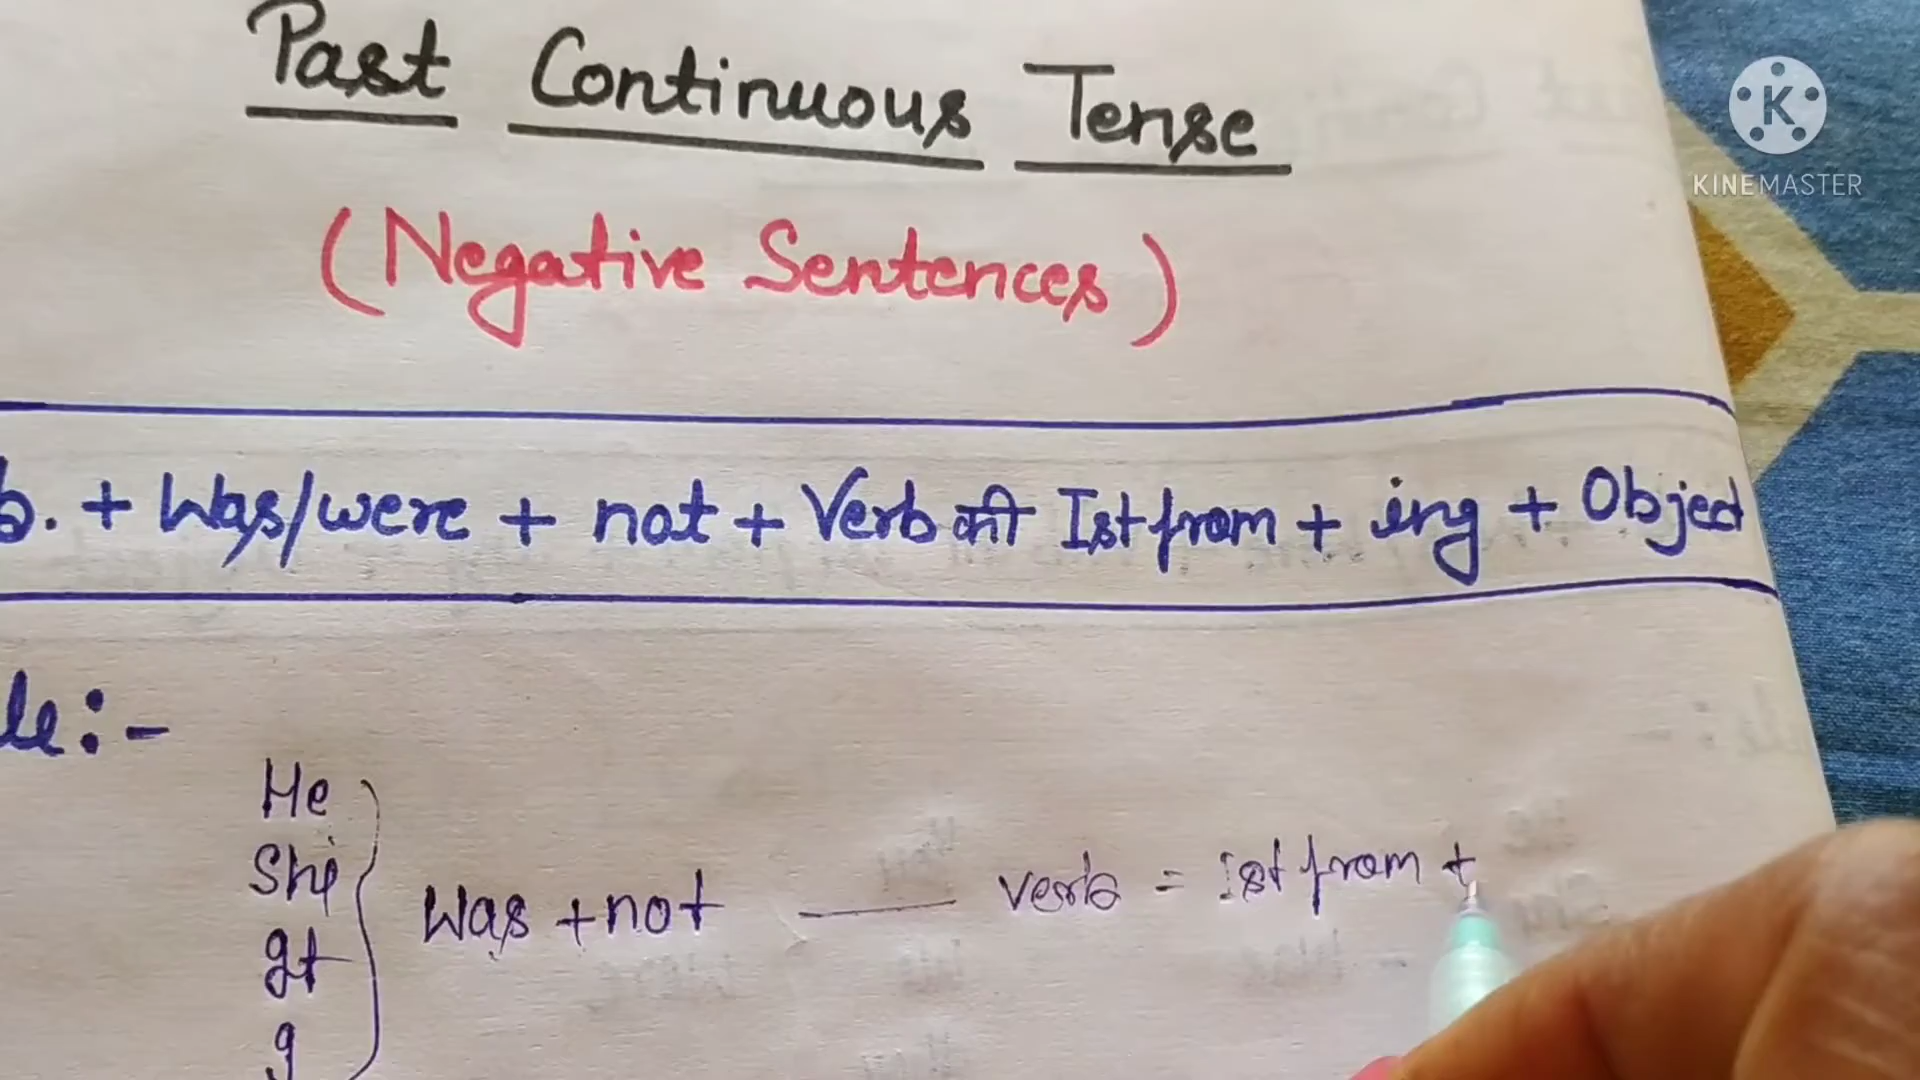 Past Continuous Tense
(Negative Sentences)
b. + Was/were + not + Verb की Ist from + ing + Object
le:-
He
She
It
I
Was + not — verb = Ist from +
KINEMASTER